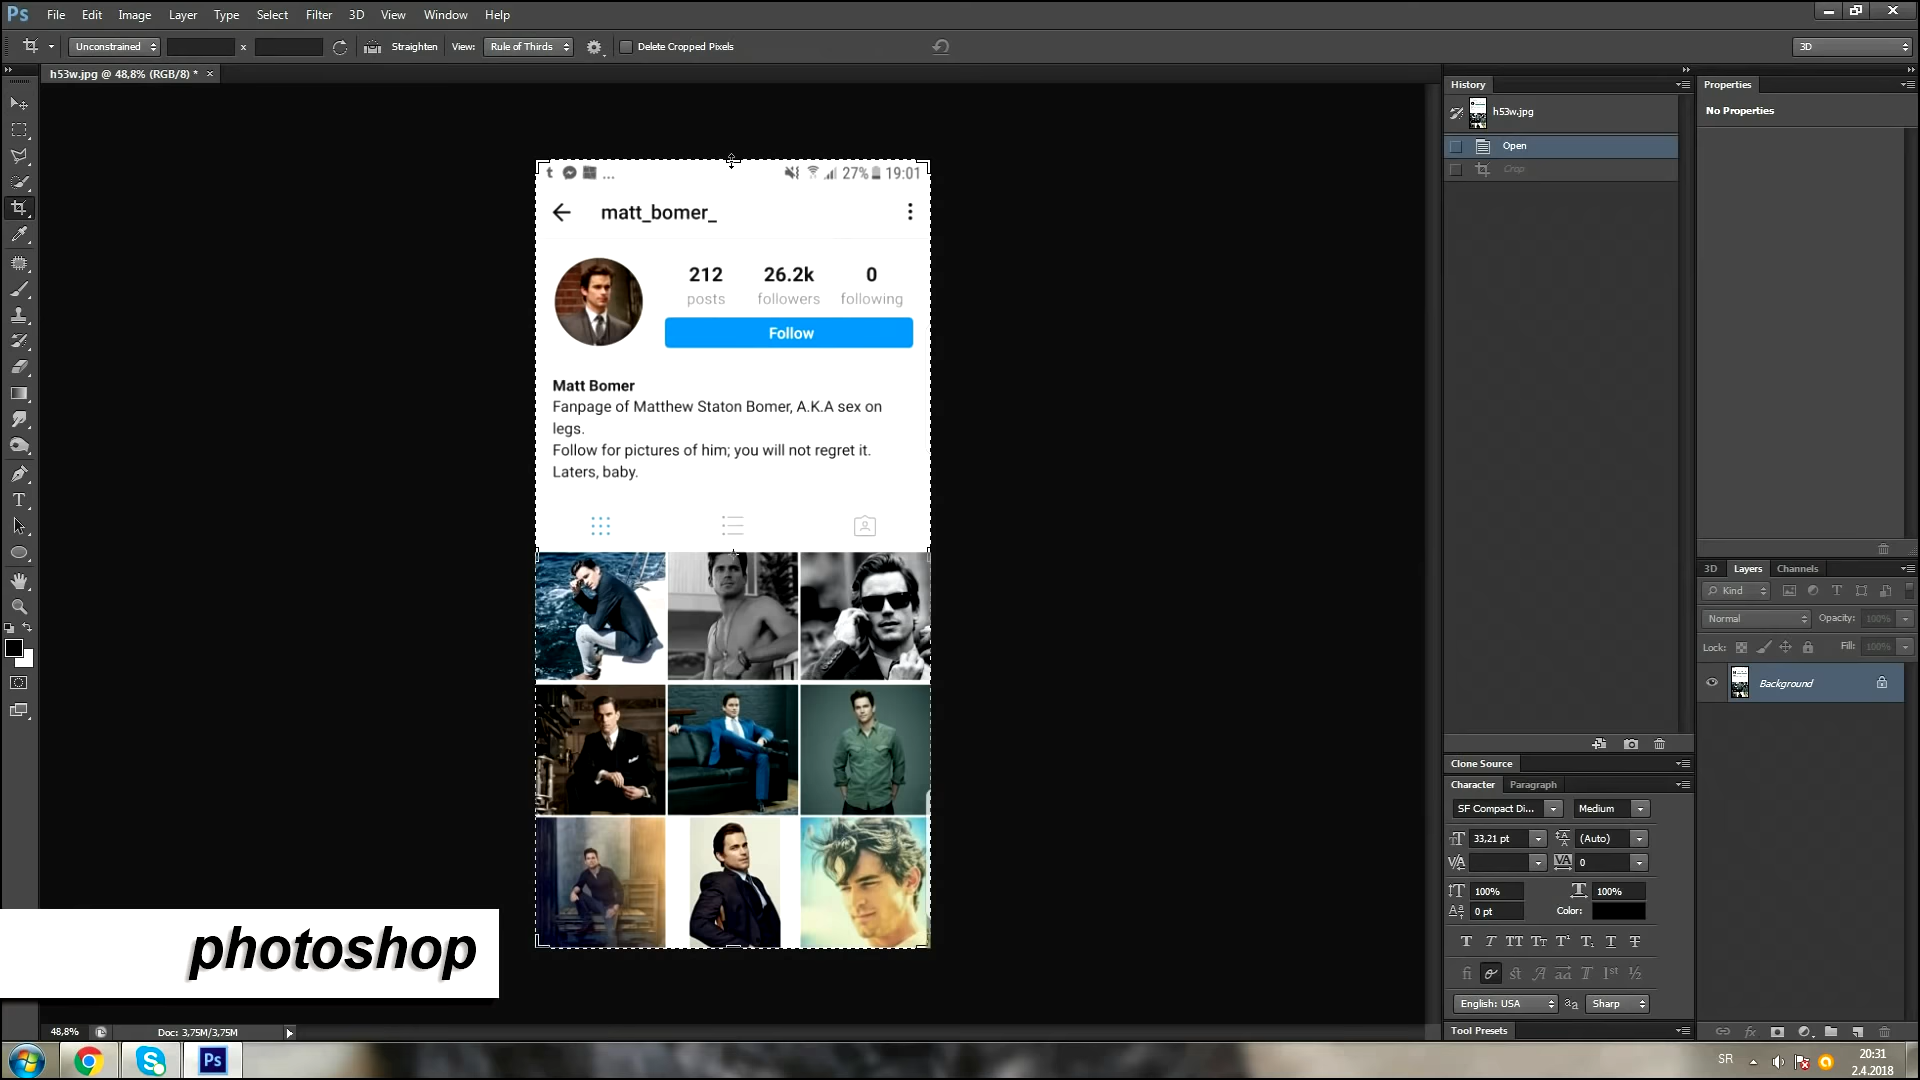 Ps File Edit Image Layer Type Select Filter 3D View Window Help
Unconstrained x Straighten View: Rule of Thirds Delete Cropped Pixels 3D
h53w.jpg @ 48,8% (RGB/8) * ×
History
h53w.jpg
Open
Crop
Properties
No Properties
t ... 27% 19:01
matt_bomer_
212 26.2k 0
posts followers following
Follow
Matt Bomer
Fanpage of Matthew Staton Bomer, A.K.A sex on
legs.
Follow for pictures of him; you will not regret it.
Laters, baby.
3D Layers Channels
Kind
Normal Opacity: 100%
Lock: Fill: 100%
Background
Clone Source
Character Paragraph
SF Compact Di... Medium
33,21 pt (Auto)
0
100% 100%
0 pt Color:
English: USA Sharp
Tool Presets
photoshop
48,8% Doc: 3,75M/3,75M
Ps
SR 20:31
2.4.2018